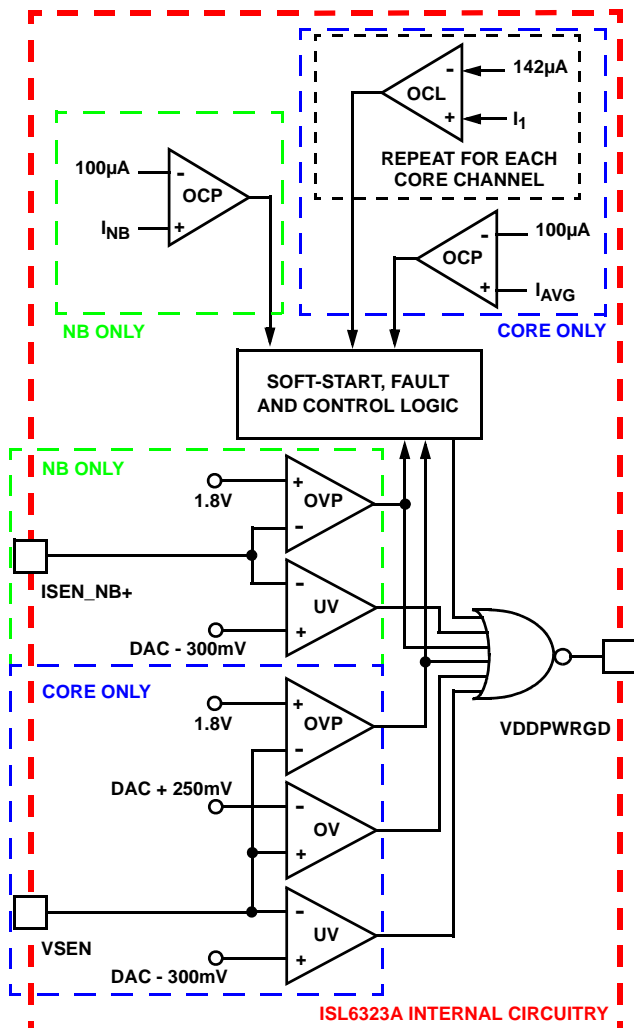 -
142µA
OCL
+
I1
REPEAT FOR EACH
CORE CHANNEL
100µA
-
OCP
INB
+
-
100µA
OCP
+
IAVG
NB ONLY
CORE ONLY
SOFT-START, FAULT
AND CONTROL LOGIC
NB ONLY
+
1.8V
OVP
-
ISEN_NB+
-
UV
+
DAC - 300mV
CORE ONLY
+
1.8V
OVP
-
VDDPWRGD
DAC + 250mV
-
OV
+
-
UV
VSEN
+
DAC - 300mV
ISL6323A INTERNAL CIRCUITRY